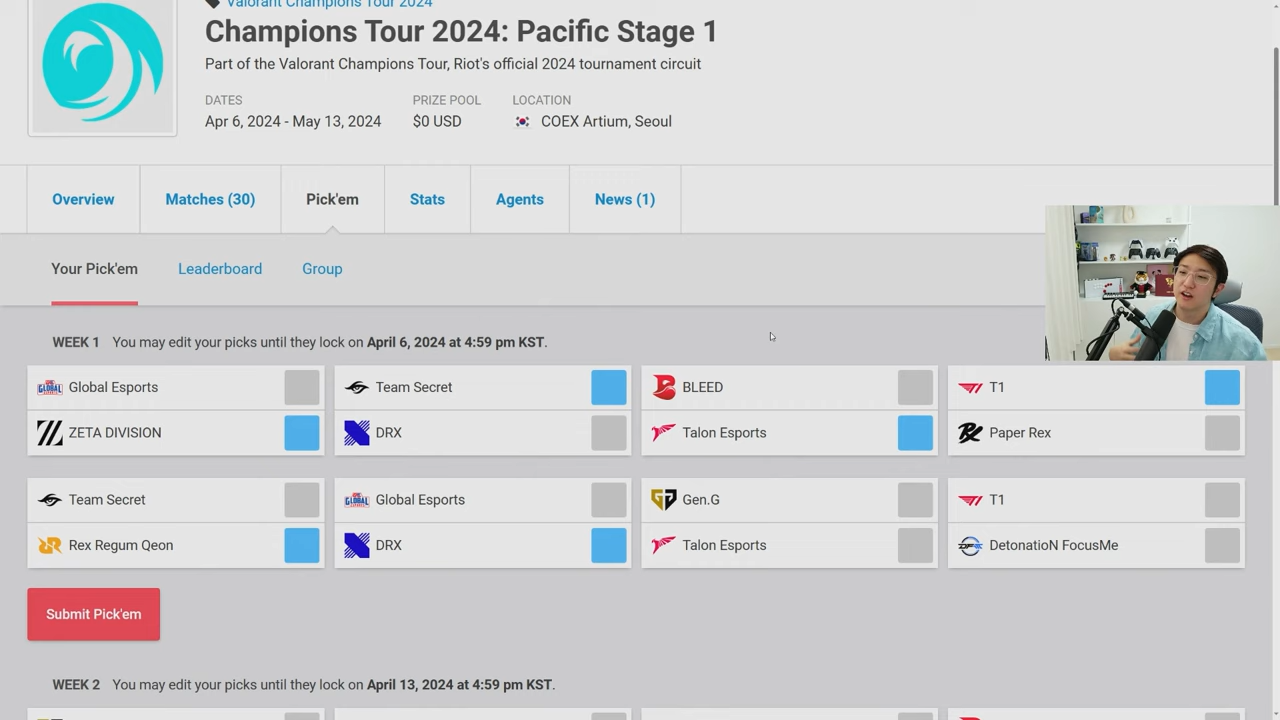 Valorant Champions Tour 2024
Champions Tour 2024: Pacific Stage 1
Part of the Valorant Champions Tour, Riot's official 2024 tournament circuit
DATES PRIZE POOL LOCATION
Apr 6, 2024 - May 13, 2024 $0 USD COEX Artium, Seoul
Overview Matches (30) Pick'em Stats Agents News (1)
Your Pick'em Leaderboard Group
WEEK 1 You may edit your picks until they lock on April 6, 2024 at 4:59 pm KST.
Global Esports Team Secret BLEED T1
ZETA DIVISION DRX Talon Esports Paper Rex
Team Secret Global Esports Gen.G T1
Rex Regum Qeon DRX Talon Esports DetonatioN FocusMe
Submit Pick'em
WEEK 2 You may edit your picks until they lock on April 13, 2024 at 4:59 pm KST.